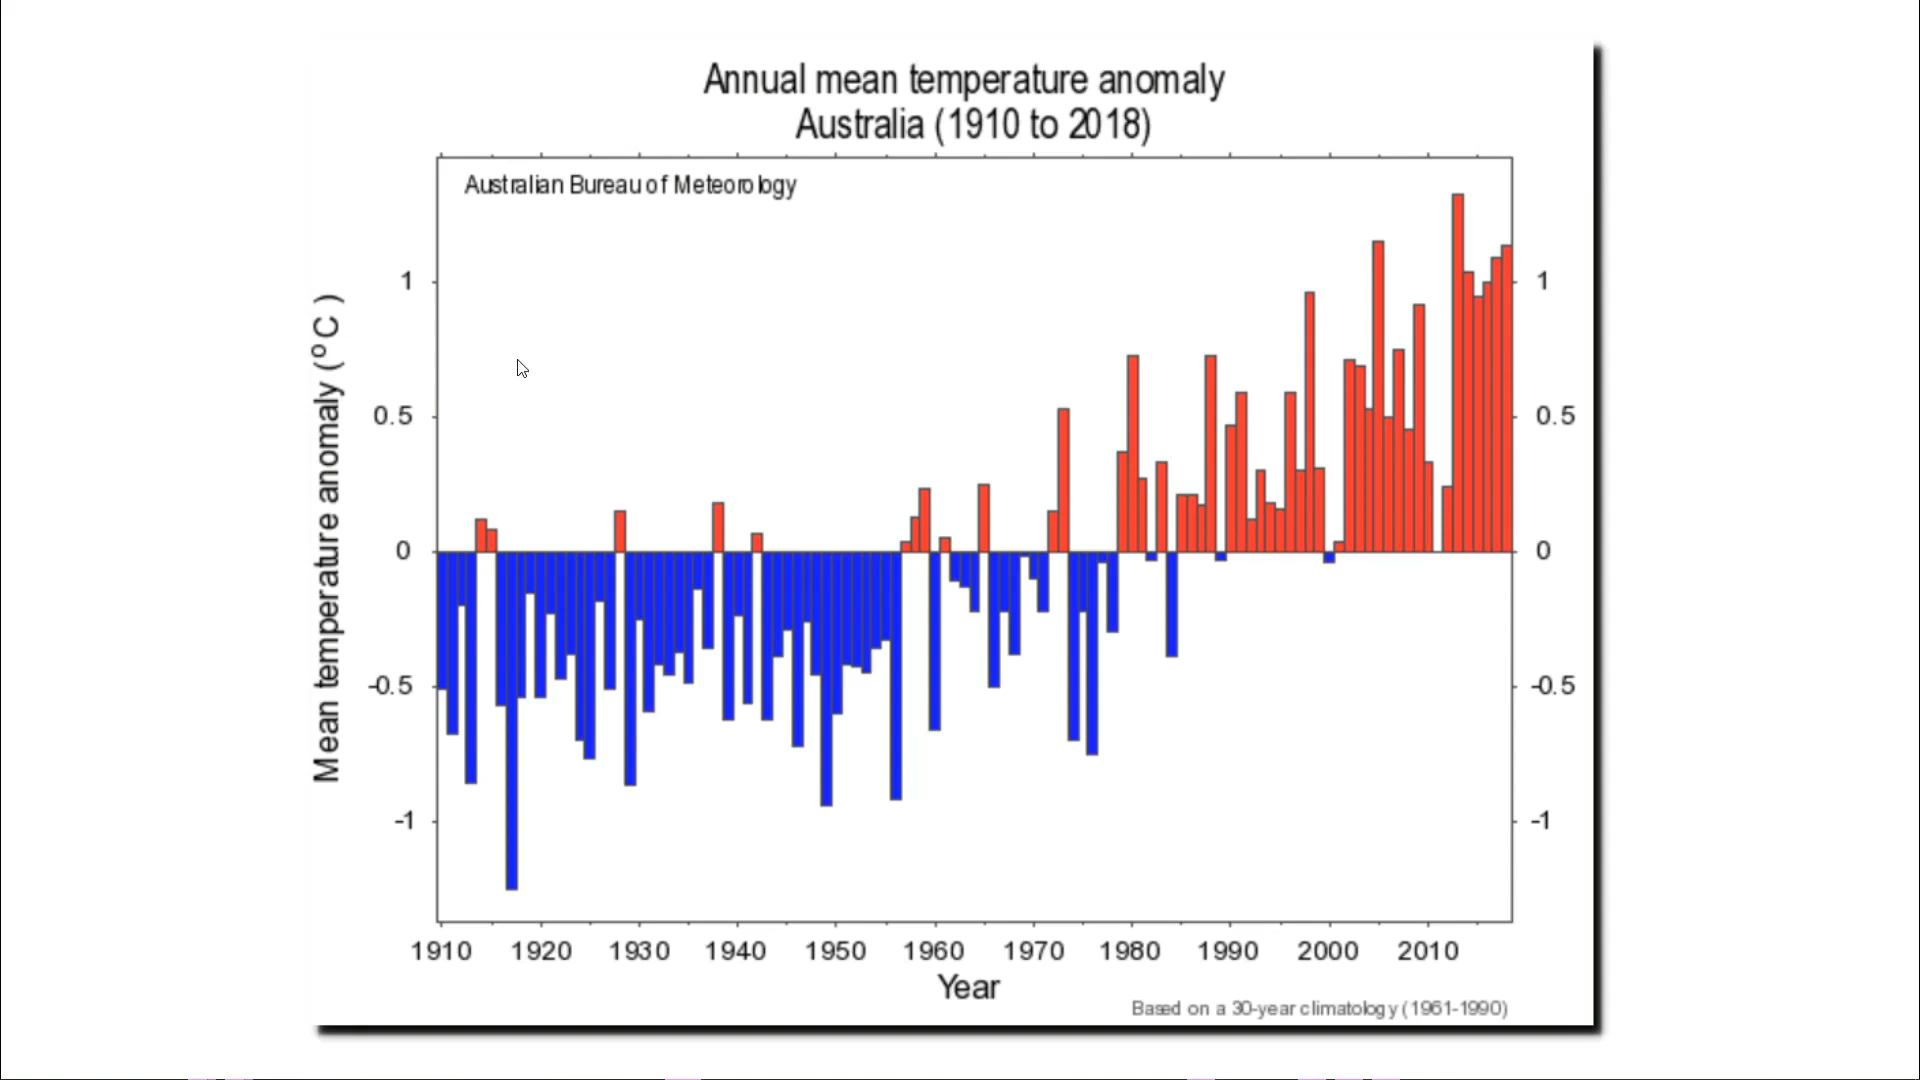 Annual mean temperature anomaly
Australia (1910 to 2018)
Australian Bureau of Meteorology
Mean temperature anomaly (ºC )
1
0.5
0
-0.5
-1
1
0.5
0
-0.5
-1
1910 1920 1930 1940 1950 1960 1970 1980 1990 2000 2010
Year
Based on a 30-year climatology (1961-1990)